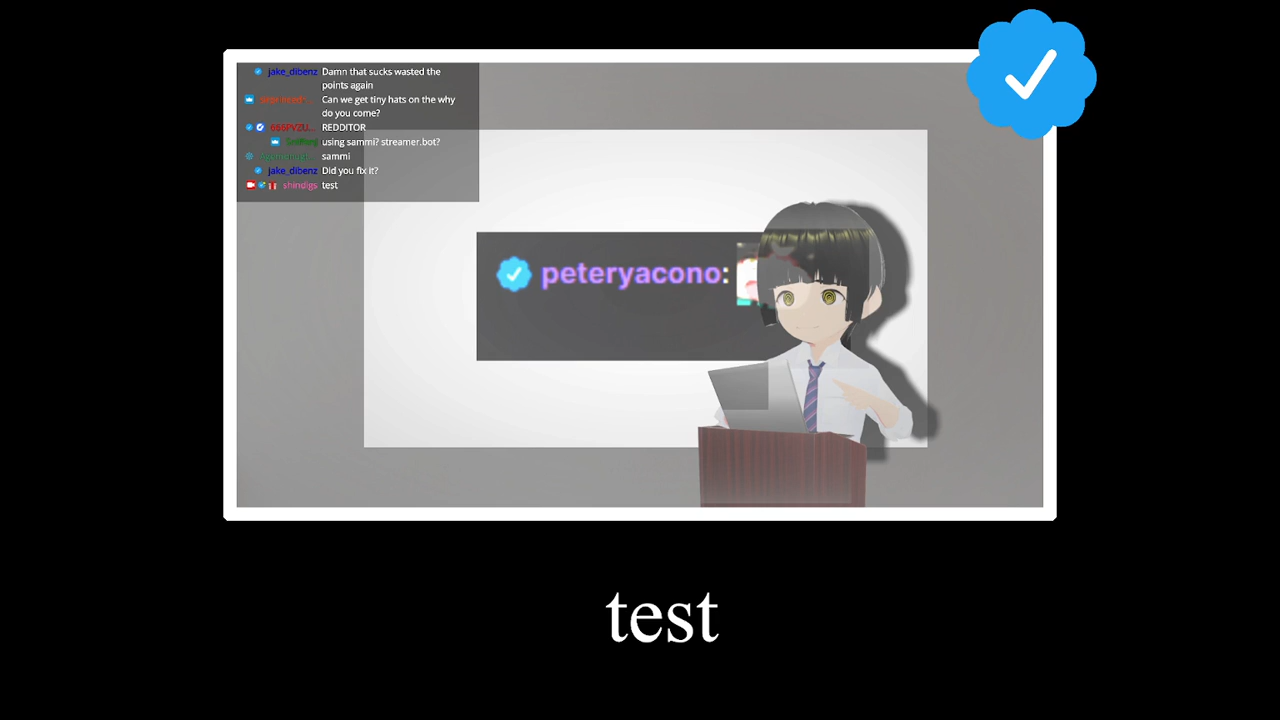 jake_dibenz Damn that sucks wasted the
points again
Can we get tiny hats on the why
do you come?
REDDITOR
using sammi? streamer.bot?
sammi
jake_dibenz Did you fix it?
shindigs test
peteryacono:
test